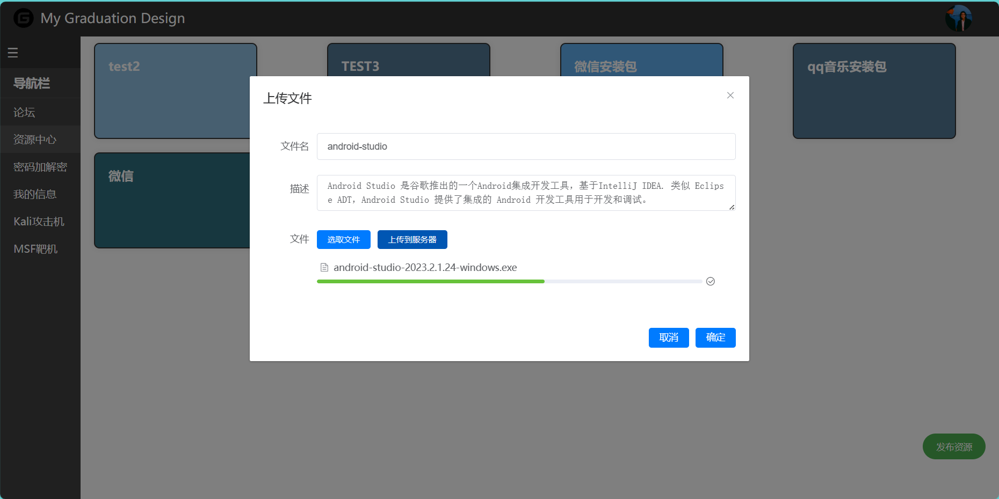 My Graduation Design
导航栏
论坛
资源中心
密码加解密
我的信息
Kali攻击机
MSF靶机
test2
TEST3
微信安装包
qq音乐安装包
微信
上传文件
文件名
android-studio
描述
Android Studio 是谷歌推出的一个Android集成开发工具，基于IntelliJ IDEA. 类似 Eclips
e ADT，Android Studio 提供了集成的 Android 开发工具用于开发和调试。
文件
选取文件
上传到服务器
android-studio-2023.2.1.24-windows.exe
取消
确定
发布资源